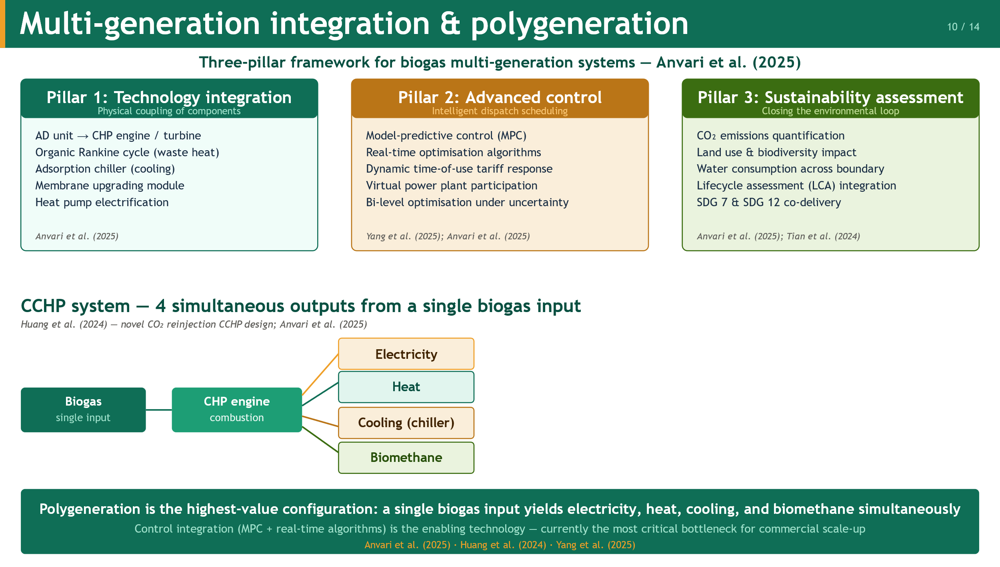 Multi-generation integration & polygeneration
10 / 14
Three-pillar framework for biogas multi-generation systems — Anvari et al. (2025)
Pillar 1: Technology integration
Physical coupling of components
AD unit → CHP engine / turbine
Organic Rankine cycle (waste heat)
Adsorption chiller (cooling)
Membrane upgrading module
Heat pump electrification
Anvari et al. (2025)
Pillar 2: Advanced control
Intelligent dispatch scheduling
Model-predictive control (MPC)
Real-time optimisation algorithms
Dynamic time-of-use tariff response
Virtual power plant participation
Bi-level optimisation under uncertainty
Yang et al. (2025); Anvari et al. (2025)
Pillar 3: Sustainability assessment
Closing the environmental loop
CO₂ emissions quantification
Land use & biodiversity impact
Water consumption across boundary
Lifecycle assessment (LCA) integration
SDG 7 & SDG 12 co-delivery
Anvari et al. (2025); Tian et al. (2024)
CCHP system — 4 simultaneous outputs from a single biogas input
Huang et al. (2024) — novel CO₂ reinjection CCHP design; Anvari et al. (2025)
Biogas
single input
CHP engine
combustion
Electricity
Heat
Cooling (chiller)
Biomethane
Polygeneration is the highest-value configuration: a single biogas input yields electricity, heat, cooling, and biomethane simultaneously
Control integration (MPC + real-time algorithms) is the enabling technology — currently the most critical bottleneck for commercial scale-up
Anvari et al. (2025) · Huang et al. (2024) · Yang et al. (2025)